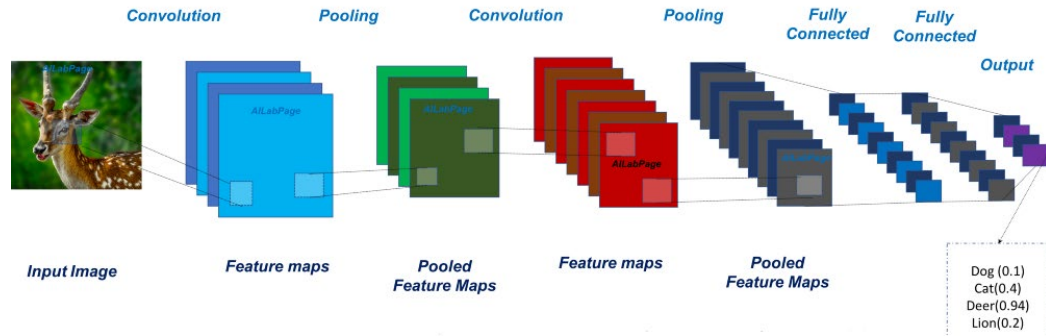 Convolution
Pooling
Convolution
Pooling
Fully
Connected
Fully
Connected
Output
AILabPage
AILabPage
AILabPage
AILabPage
AILabPage
Input Image
Feature maps
Pooled
Feature Maps
Feature maps
Pooled
Feature Maps
Dog (0.1)
Cat(0.4)
Deer(0.94)
Lion(0.2)